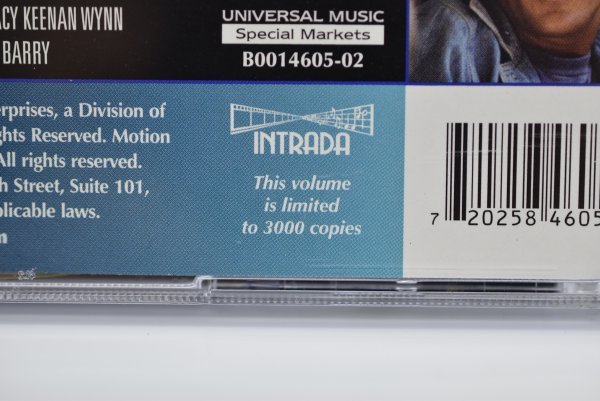 ACY KEENAN WYNN
BARRY
UNIVERSAL MUSIC
Special Markets
B0014605-02
erprises, a Division of
ghts Reserved. Motion
All rights reserved.
h Street, Suite 101,
plicable laws.
m
INTRADA
This volume
is limited
to 3000 copies
7 20258 4605